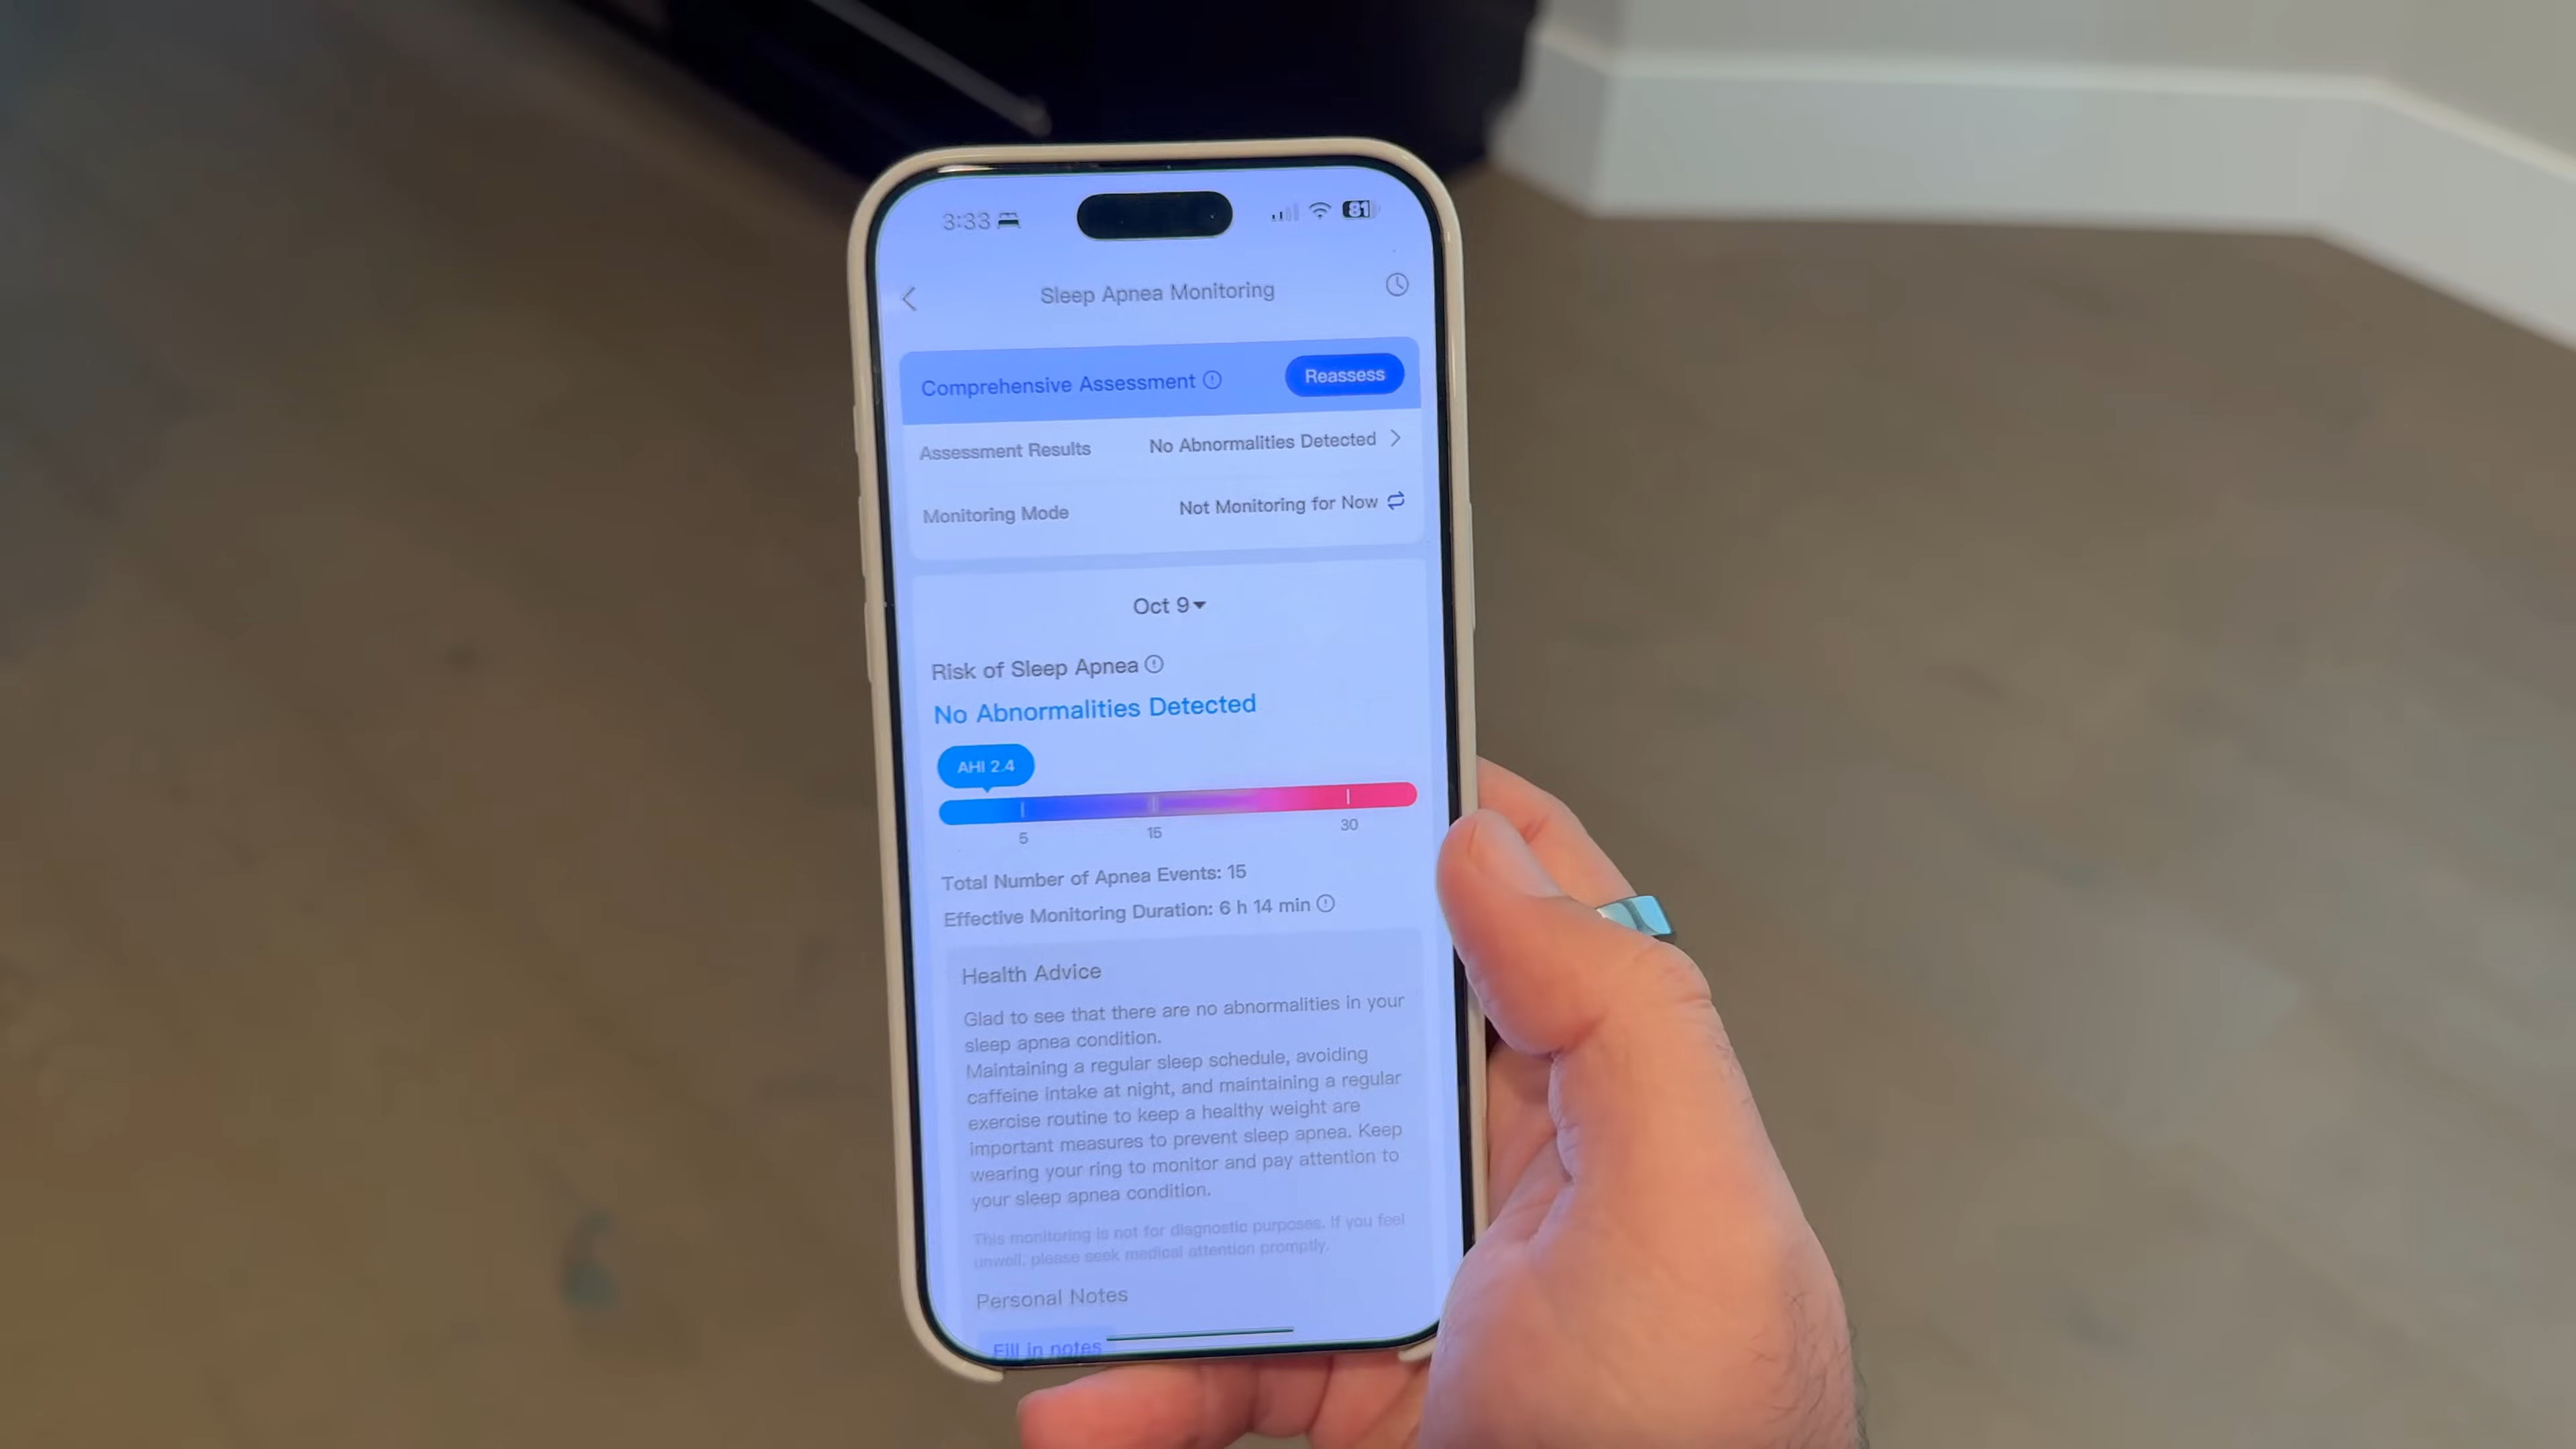 3:33
81
Sleep Apnea Monitoring
Comprehensive Assessment
Reassess
Assessment Results
No Abnormalities Detected
Monitoring Mode
Not Monitoring for Now
Oct 9
Risk of Sleep Apnea
No Abnormalities Detected
AHI 2.4
5 15 30
Total Number of Apnea Events: 15
Effective Monitoring Duration: 6 h 14 min
Health Advice
Glad to see that there are no abnormalities in your
sleep apnea condition.
Maintaining a regular sleep schedule, avoiding
caffeine intake at night, and maintaining a regular
exercise routine to keep a healthy weight are
important measures to prevent sleep apnea. Keep
wearing your ring to monitor and pay attention to
your sleep apnea condition.
This monitoring is not for diagnostic purposes. If you feel
unwell, please seek medical attention promptly.
Personal Notes
Fill in notes